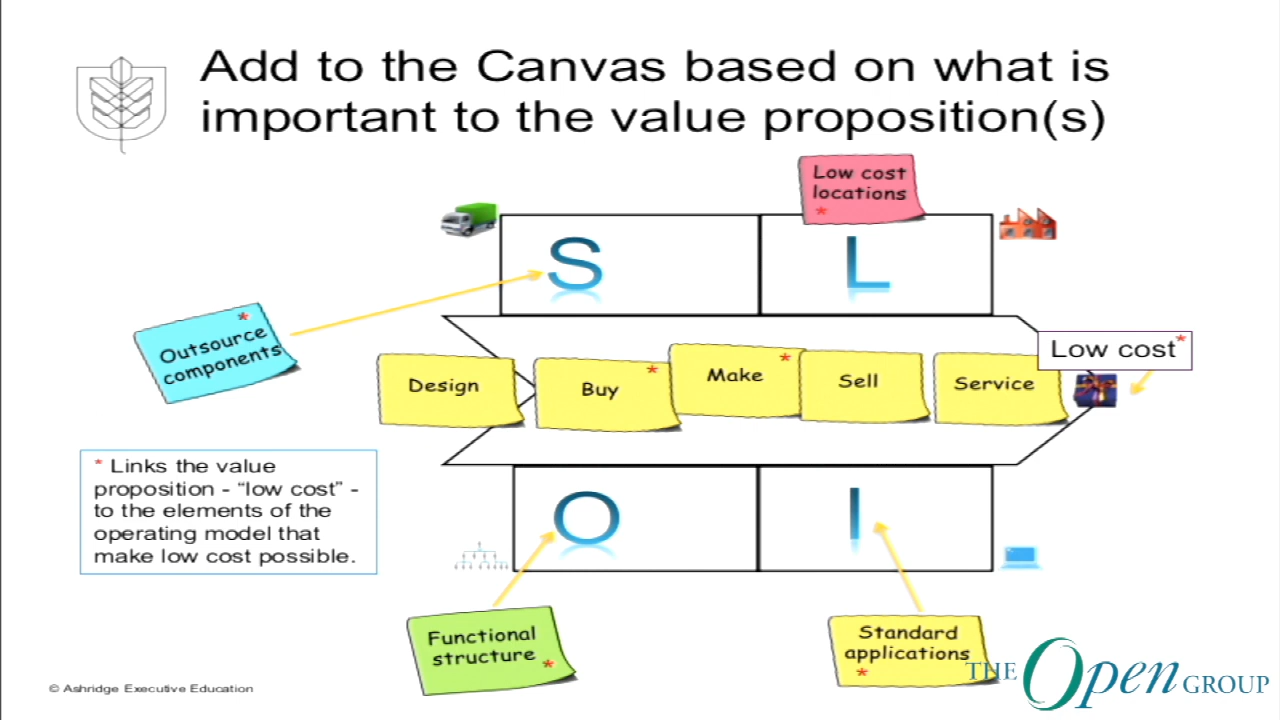 Add to the Canvas based on what is
important to the value proposition(s)
Low cost
locations
*
S
L
Outsource
components
*
Design
Buy
*
Make
*
Sell
Service
Low cost*
* Links the value
proposition - “low cost” -
to the elements of the
operating model that
make low cost possible.
O
I
Functional
structure *
Standard
applications
*
© Ashridge Executive Education
THE Open GROUP